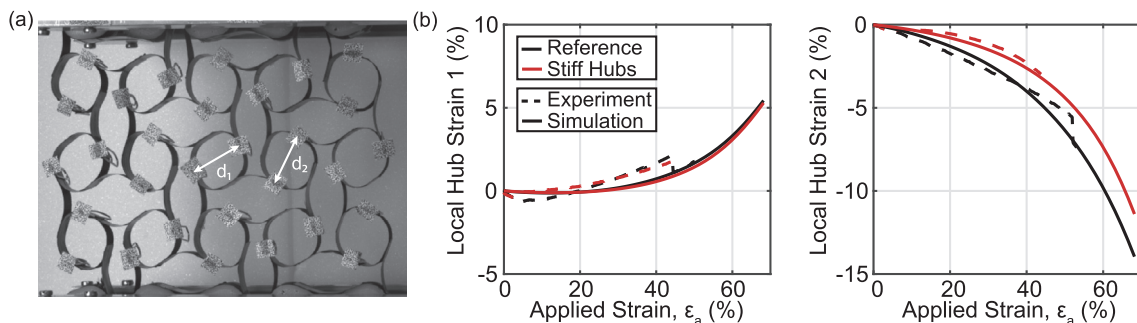 (a)
d₁
d₂
(b)
Local Hub Strain 1 (%)
10
5
0
-5
Reference
Stiff Hubs
Experiment
Simulation
0 20 40 60
Applied Strain, εₐ (%)
Local Hub Strain 2 (%)
0
-5
-10
-15
0 20 40 60
Applied Strain, εₐ (%)